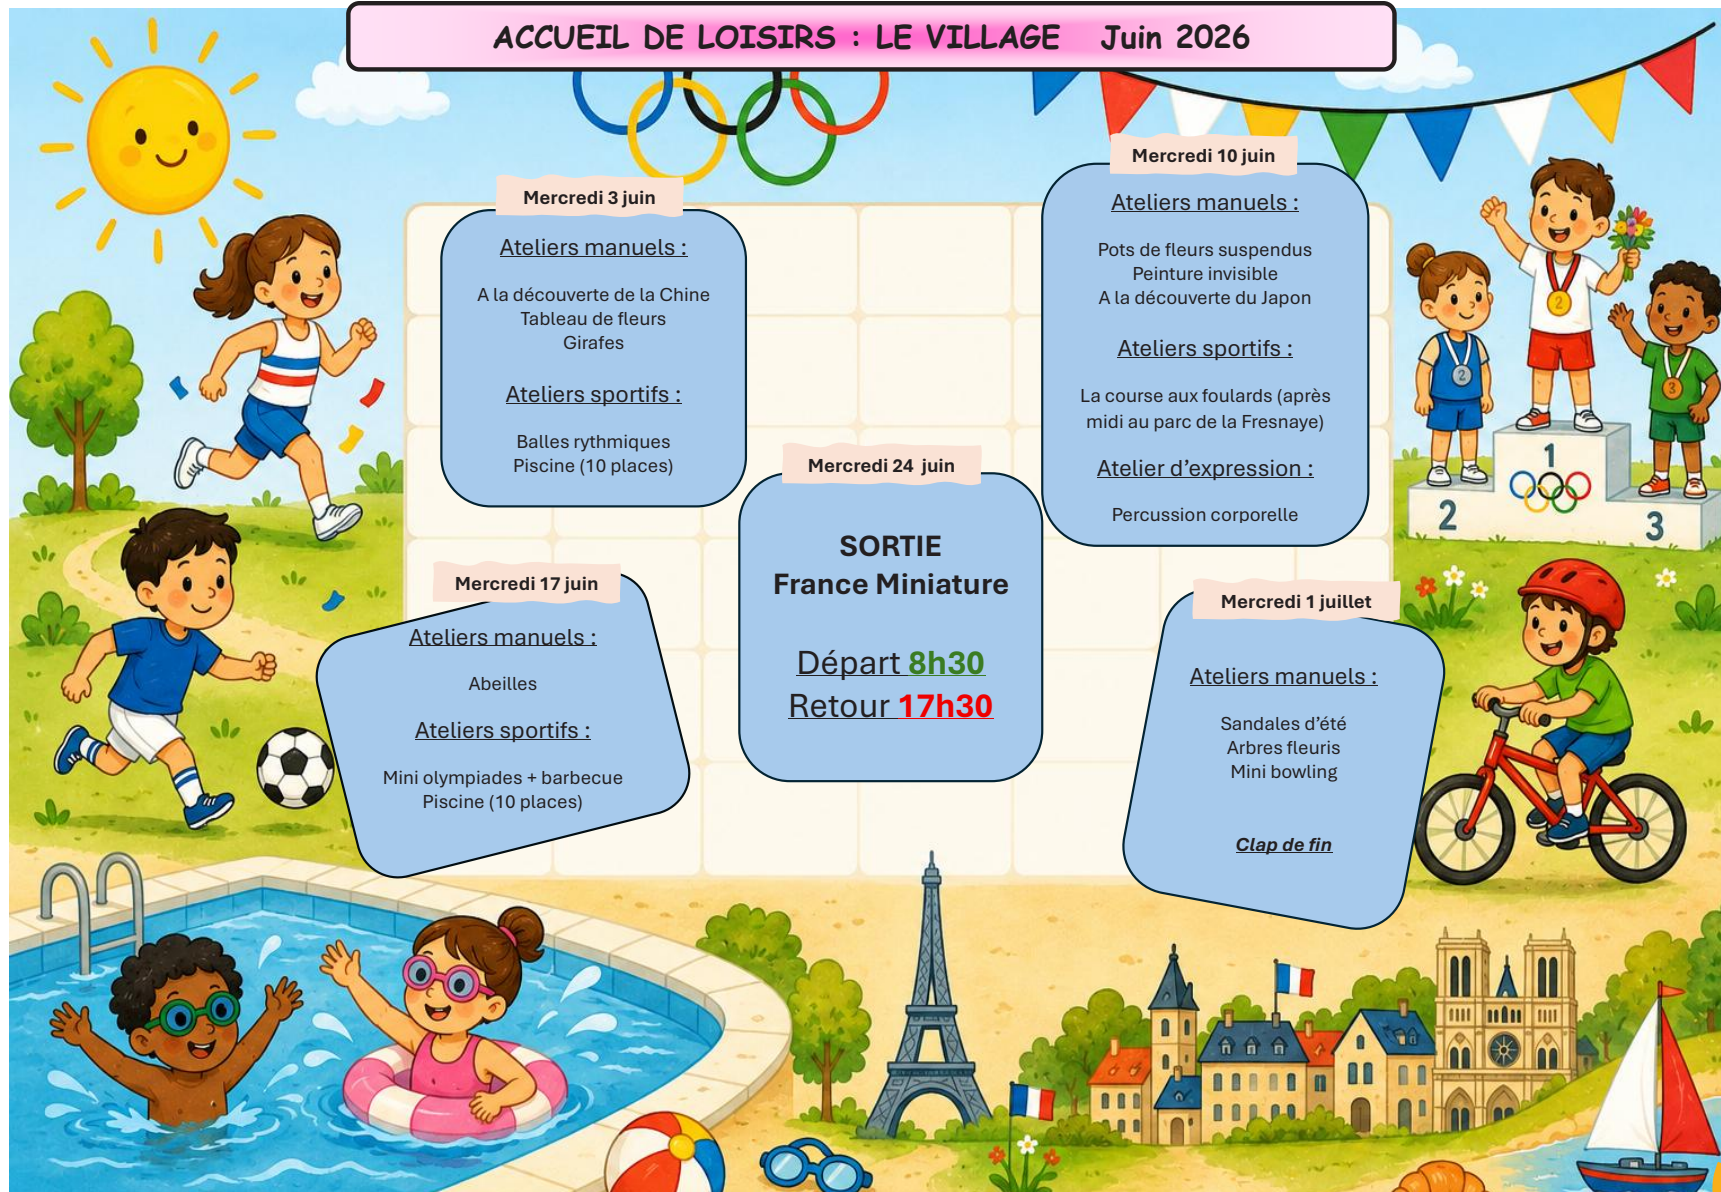 ACCUEIL DE LOISIRS : LE VILLAGE Juin 2026
Mercredi 3 juin
Ateliers manuels :
A la découverte de la Chine
Tableau de fleurs
Girafes
Ateliers sportifs :
Balles rythmiques
Piscine (10 places)
Mercredi 10 juin
Ateliers manuels :
Pots de fleurs suspendus
Peinture invisible
A la découverte du Japon
Ateliers sportifs :
La course aux foulards (après
midi au parc de la Fresnaye)
Atelier d'expression :
Percussion corporelle
Mercredi 17 juin
Ateliers manuels :
Abeilles
Ateliers sportifs :
Mini olympiades + barbecue
Piscine (10 places)
Mercredi 24 juin
SORTIE
France Miniature
Départ 8h30
Retour 17h30
Mercredi 1 juillet
Ateliers manuels :
Sandales d'été
Arbres fleuris
Mini bowling
Clap de fin
2
2
3
1
2
3